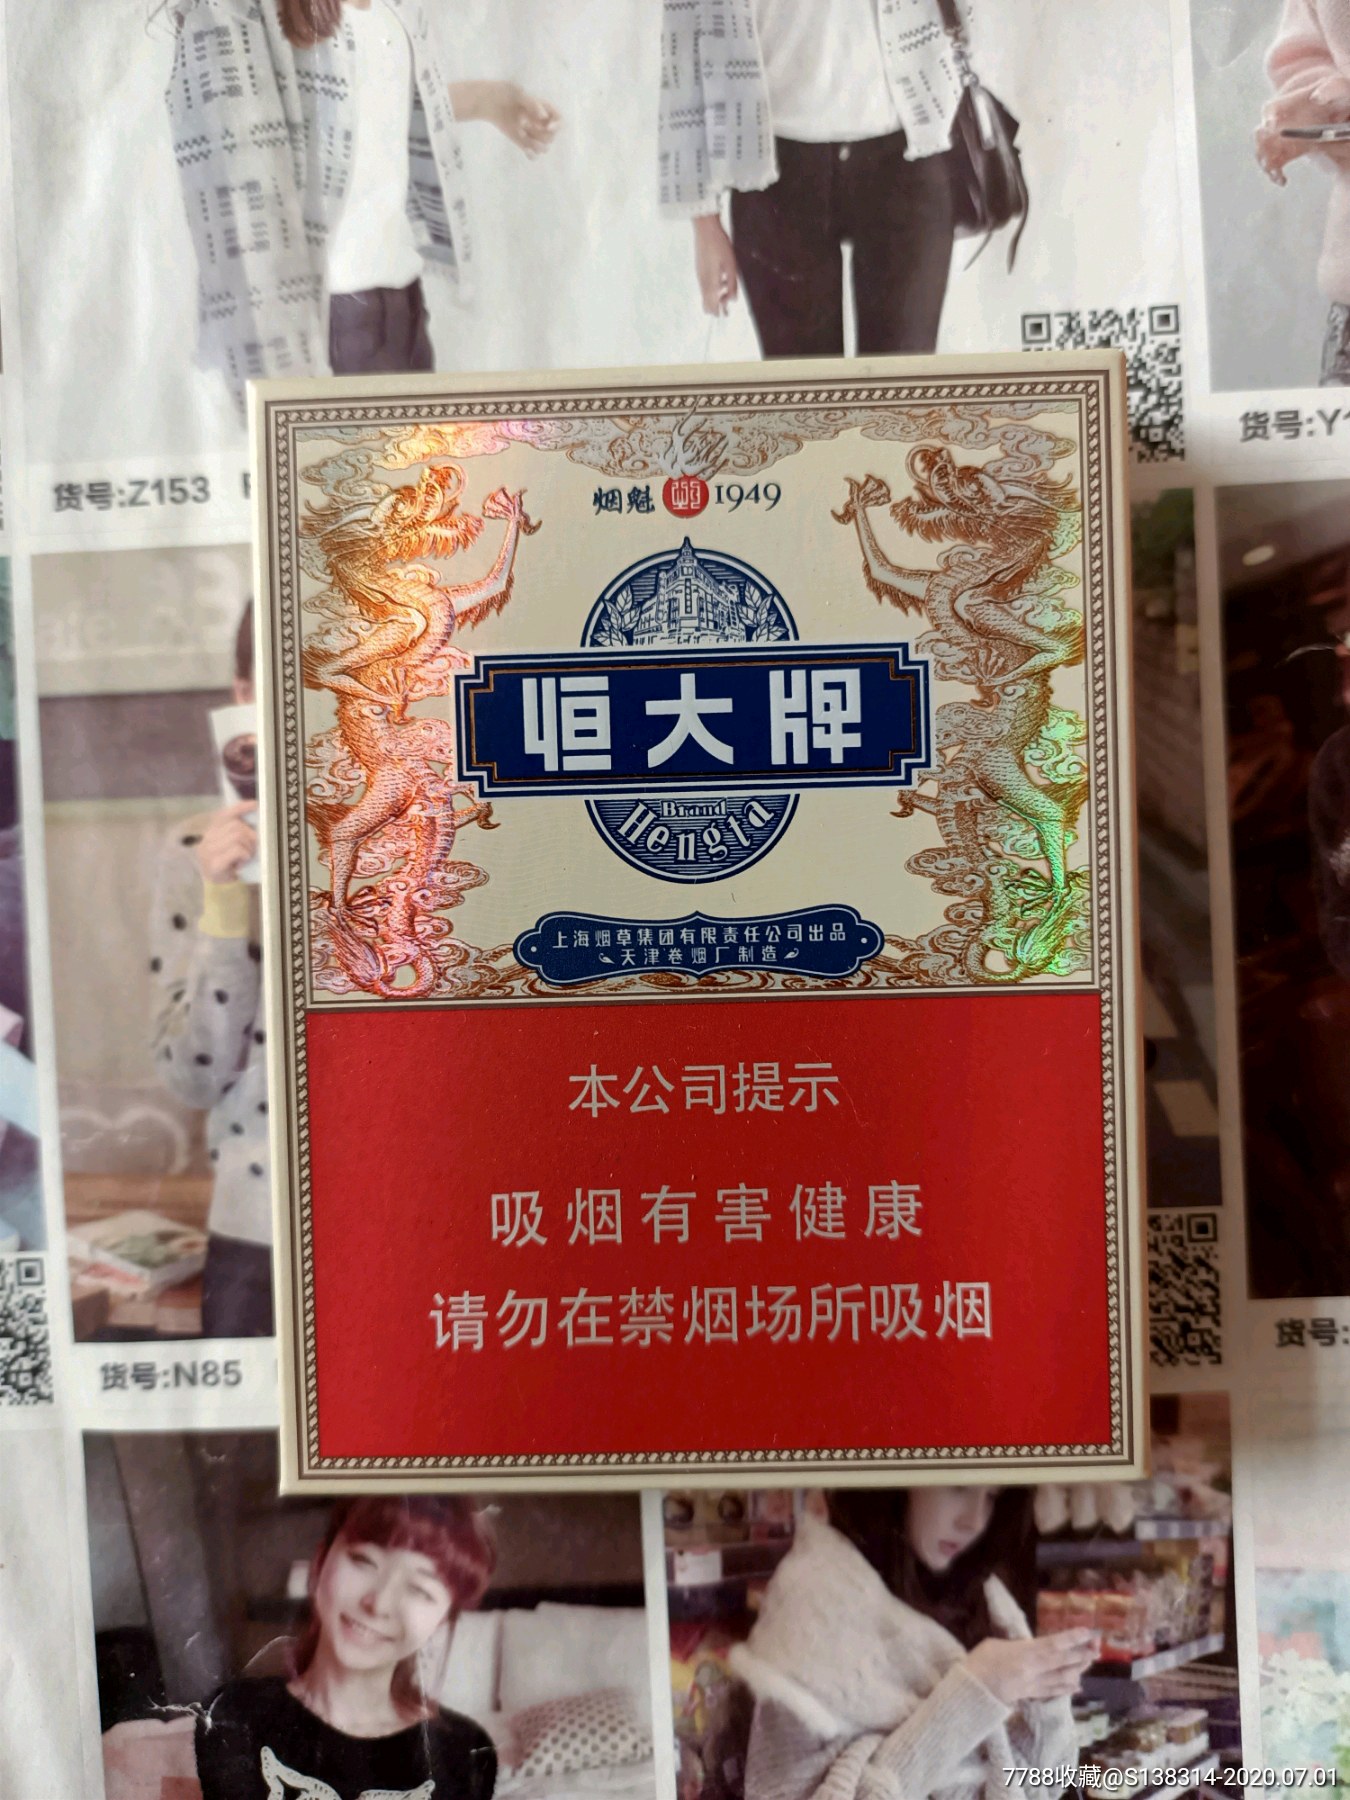 货号:Y
货号:Z153
烟魁 1949
恒大牌
Brand
Hengta
上海烟草集团有限责任公司出品
天津卷烟厂制造
本公司提示
吸烟有害健康
请勿在禁烟场所吸烟
货号:
货号:N85
7788收藏@S138314-2020.07.01